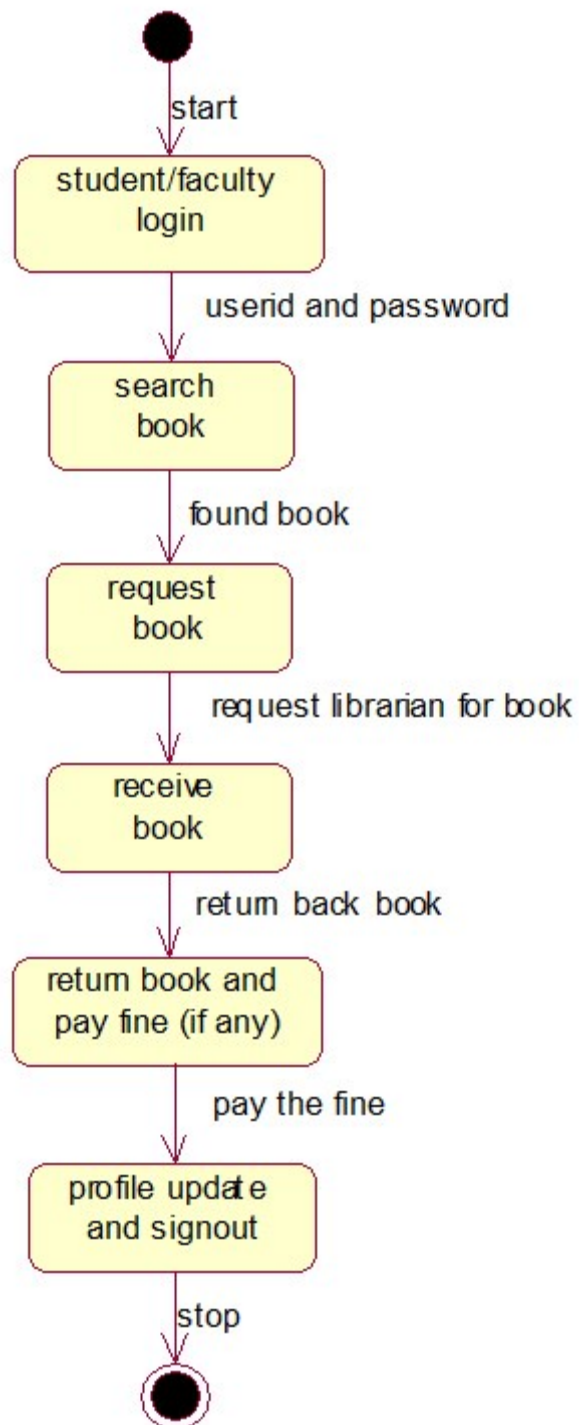 start
student/faculty
login
userid and password
search
book
found book
request
book
request librarian for book
receive
book
return back book
return book and
pay fine (if any)
pay the fine
profile update
and signout
stop